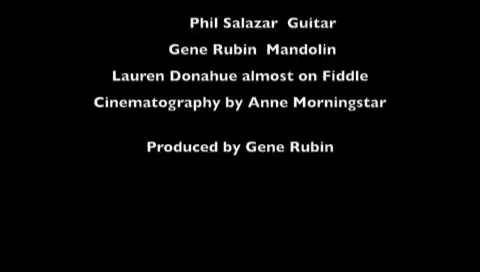 Phil Salazar  Guitar
Gene Rubin  Mandolin
Lauren Donahue almost on Fiddle
Cinematography by Anne Morningstar
Produced by Gene Rubin